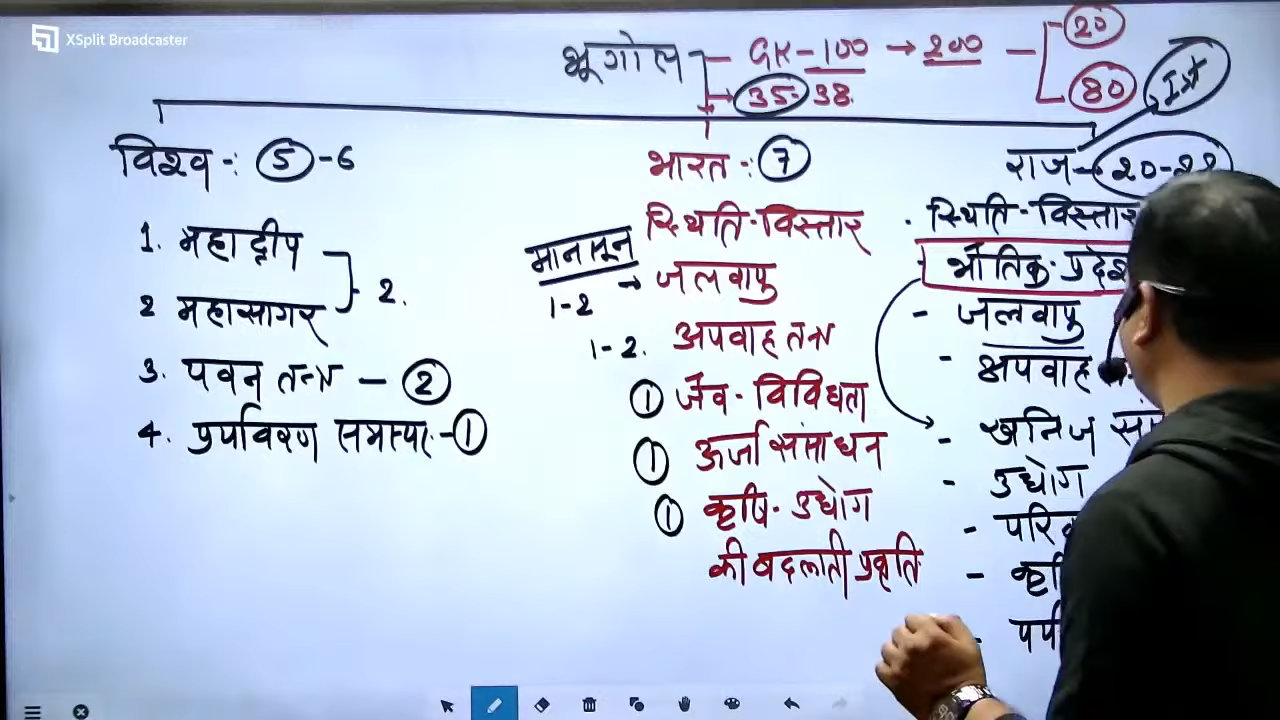 XSplit Broadcaster
भूगोल - GK - 100 → 200 - 20
→ 35 - 38 80 Ist
विश्व :- 5 - 6
1. महाद्वीप
2 महासागर 2.
3. पवन तन्त्र - 2
4. पर्यावरण समस्या - 1
भारत :- 7
स्थिति - विस्तार
मानसून
1-2 → जलवायु
1-2. अपवाह तन्त्र
1 जैव - विविधता
1 ऊर्जा संसाधन
1 कृषि - उद्योग
की बदलती प्रकृति
राज → 20-22
. स्थिति - विस्तार
- भौतिक - प्रदेश
- जलवायु
- अपवाह
- खनिज
- उद्योग